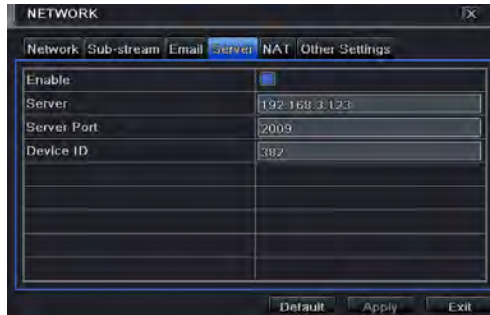 NETWORK X
Network Sub-stream Email Server NAT Other Settings
Enable
Server 192.168.3.123
Server Port 2009
Device ID 382
Default Apply Exit